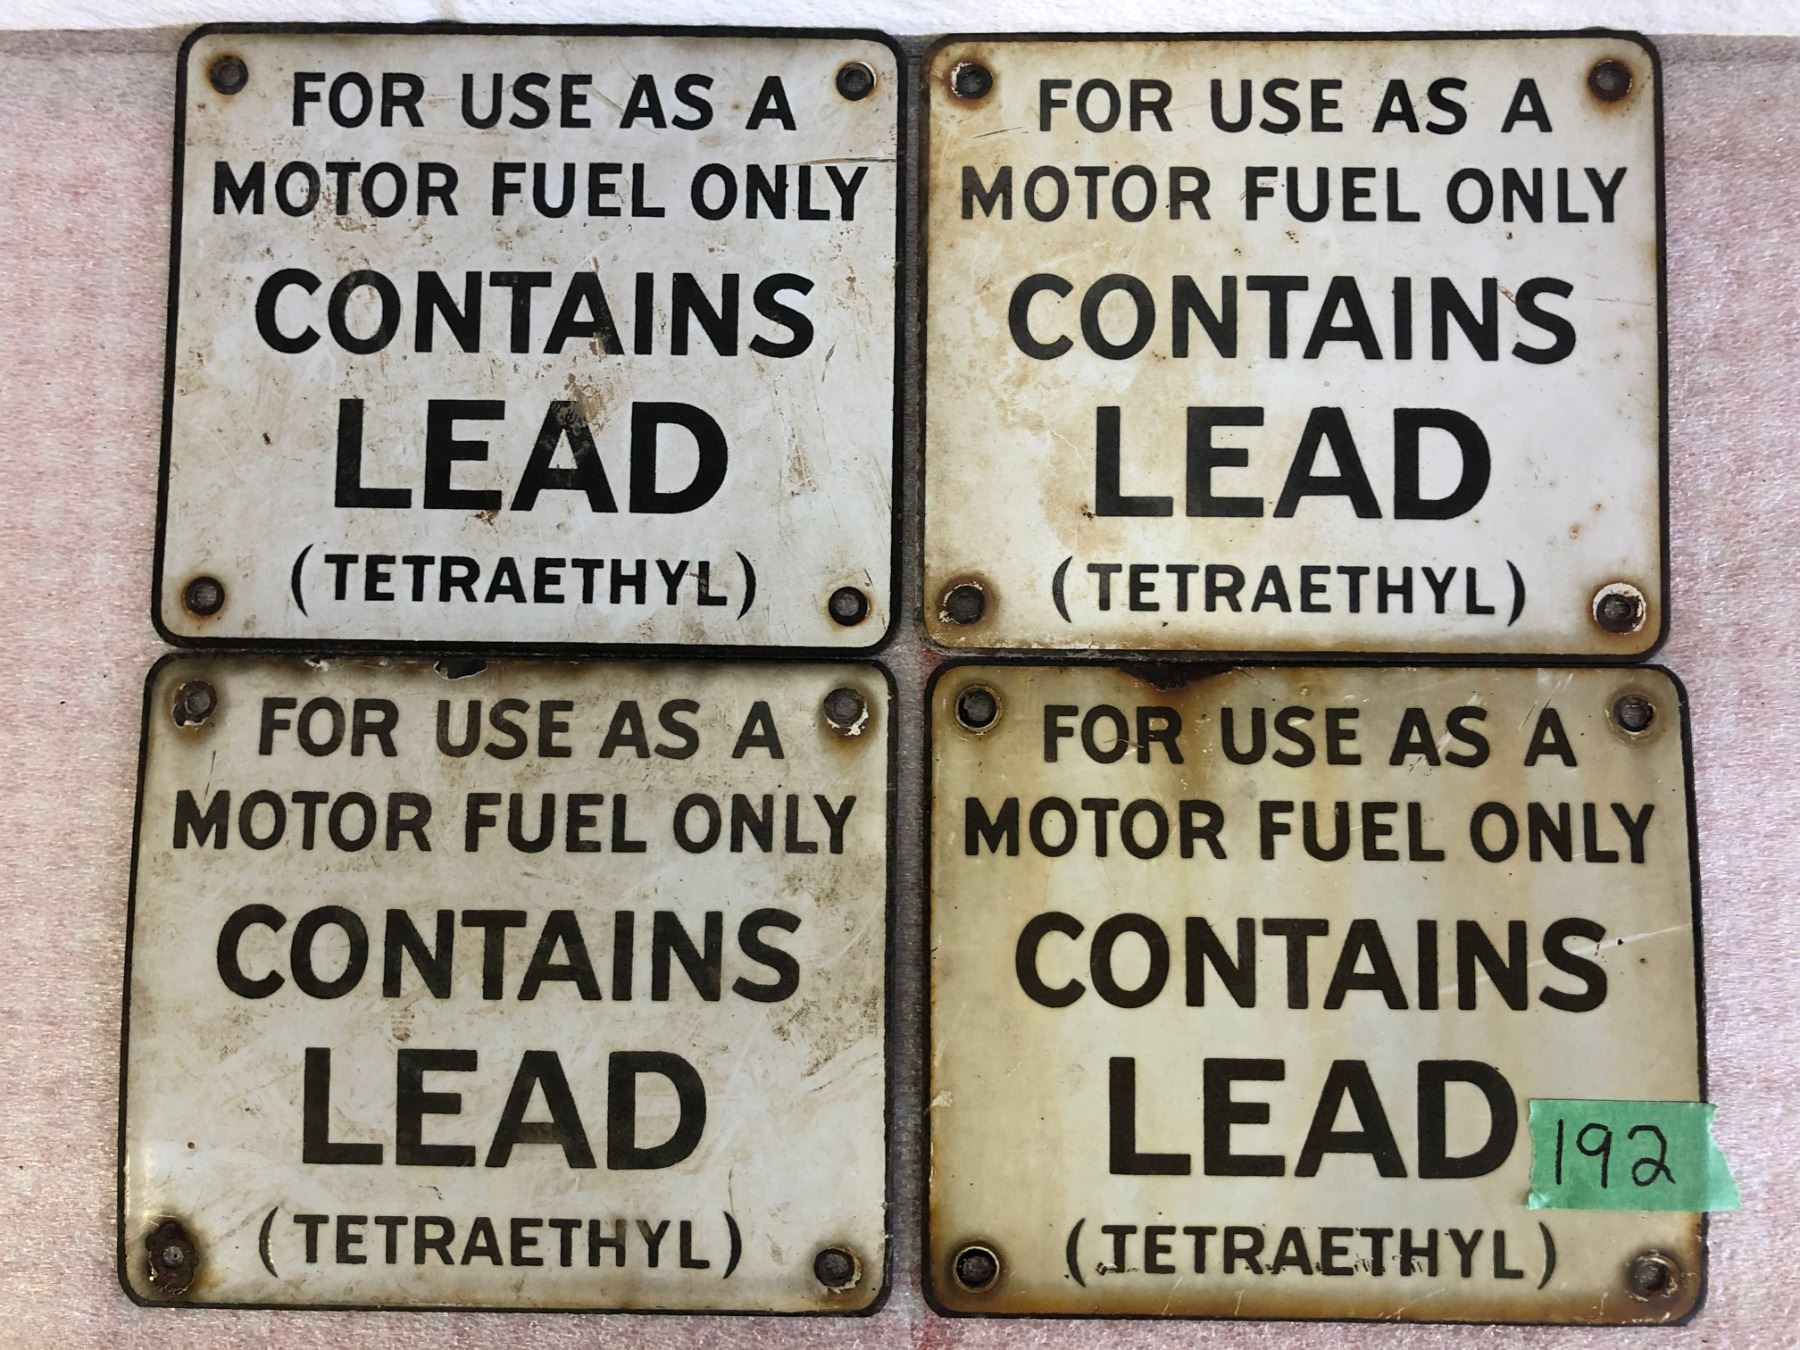 FOR USE AS A
MOTOR FUEL ONLY
CONTAINS
LEAD
(TETRAETHYL)
FOR USE AS A
MOTOR FUEL ONLY
CONTAINS
LEAD
(TETRAETHYL)
FOR USE AS A
MOTOR FUEL ONLY
CONTAINS
LEAD
(TETRAETHYL)
FOR USE AS A
MOTOR FUEL ONLY
CONTAINS
LEAD
(TETRAETHYL)
192